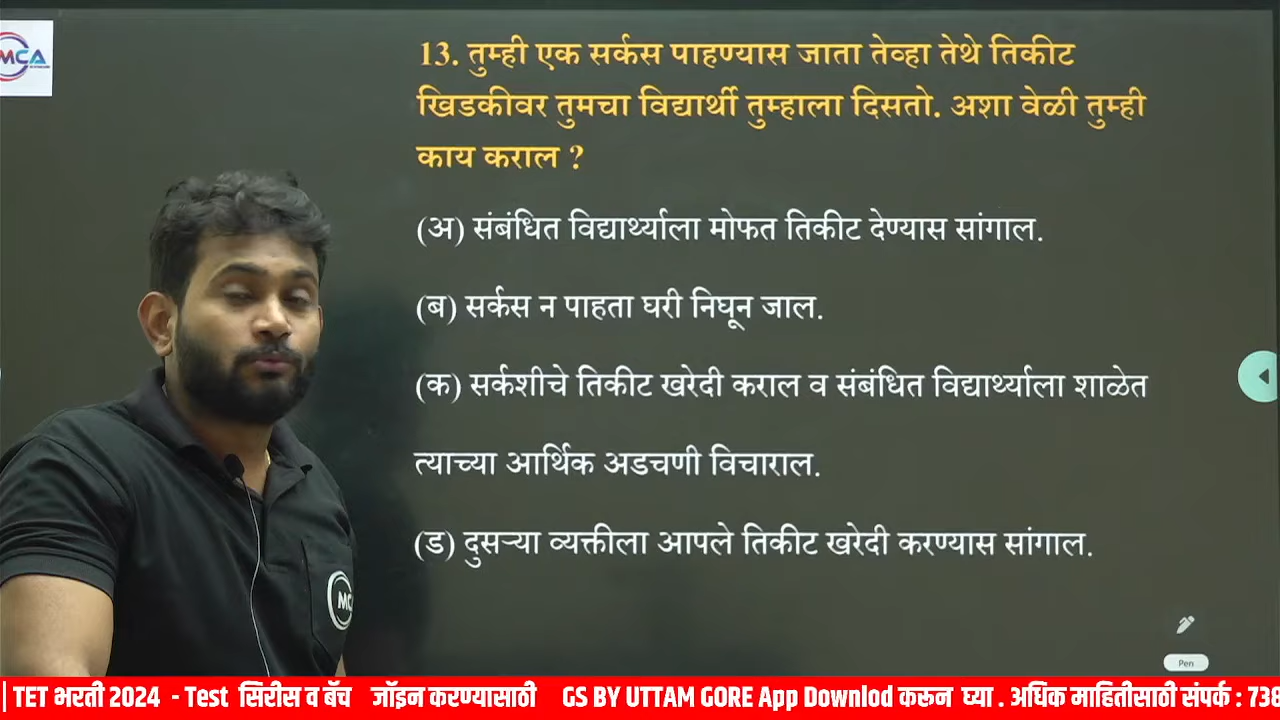 MCA
13. तुम्ही एक सर्कस पाहण्यास जाता तेव्हा तेथे तिकीट
खिडकीवर तुमचा विद्यार्थी तुम्हाला दिसतो. अशा वेळी तुम्ही
काय कराल ?
(अ) संबंधित विद्यार्थ्याला मोफत तिकीट देण्यास सांगाल.
(ब) सर्कस न पाहता घरी निघून जाल.
(क) सर्कशीचे तिकीट खरेदी कराल व संबंधित विद्यार्थ्याला शाळेत
त्याच्या आर्थिक अडचणी विचाराल.
(ड) दुसऱ्या व्यक्तीला आपले तिकीट खरेदी करण्यास सांगाल.
MC
Pen
| TET भरती 2024 - Test सिरीस व बॅच जॉइन करण्यासाठी GS BY UTTAM GORE App Downlod करून घ्या . अधिक माहितीसाठी संपर्क : 738